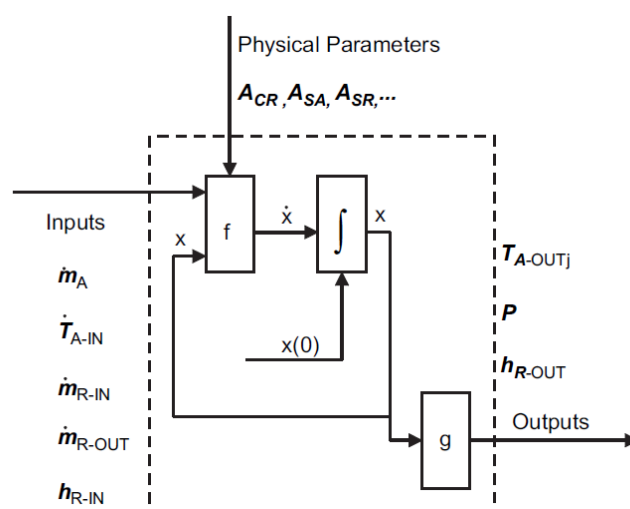 Physical Parameters
A_CR, A_SA, A_SR,...
Inputs
x
f
ẋ
∫
x
x(0)
ṁ_A
Ṫ_A-IN
ṁ_R-IN
ṁ_R-OUT
h_R-IN
T_A-OUTj
P
h_R-OUT
g
Outputs